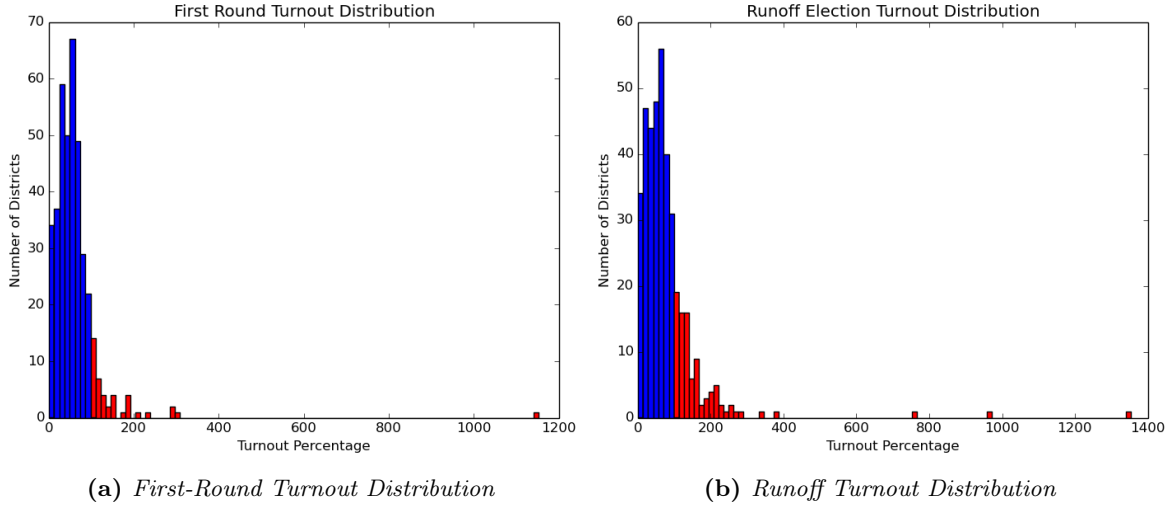 First Round Turnout Distribution
70
60
50
40
30
20
10
0
Number of Districts
0 200 400 600 800 1000 1200
Turnout Percentage
(a) First-Round Turnout Distribution
Runoff Election Turnout Distribution
60
50
40
30
20
10
0
Number of Districts
0 200 400 600 800 1000 1200 1400
Turnout Percentage
(b) Runoff Turnout Distribution